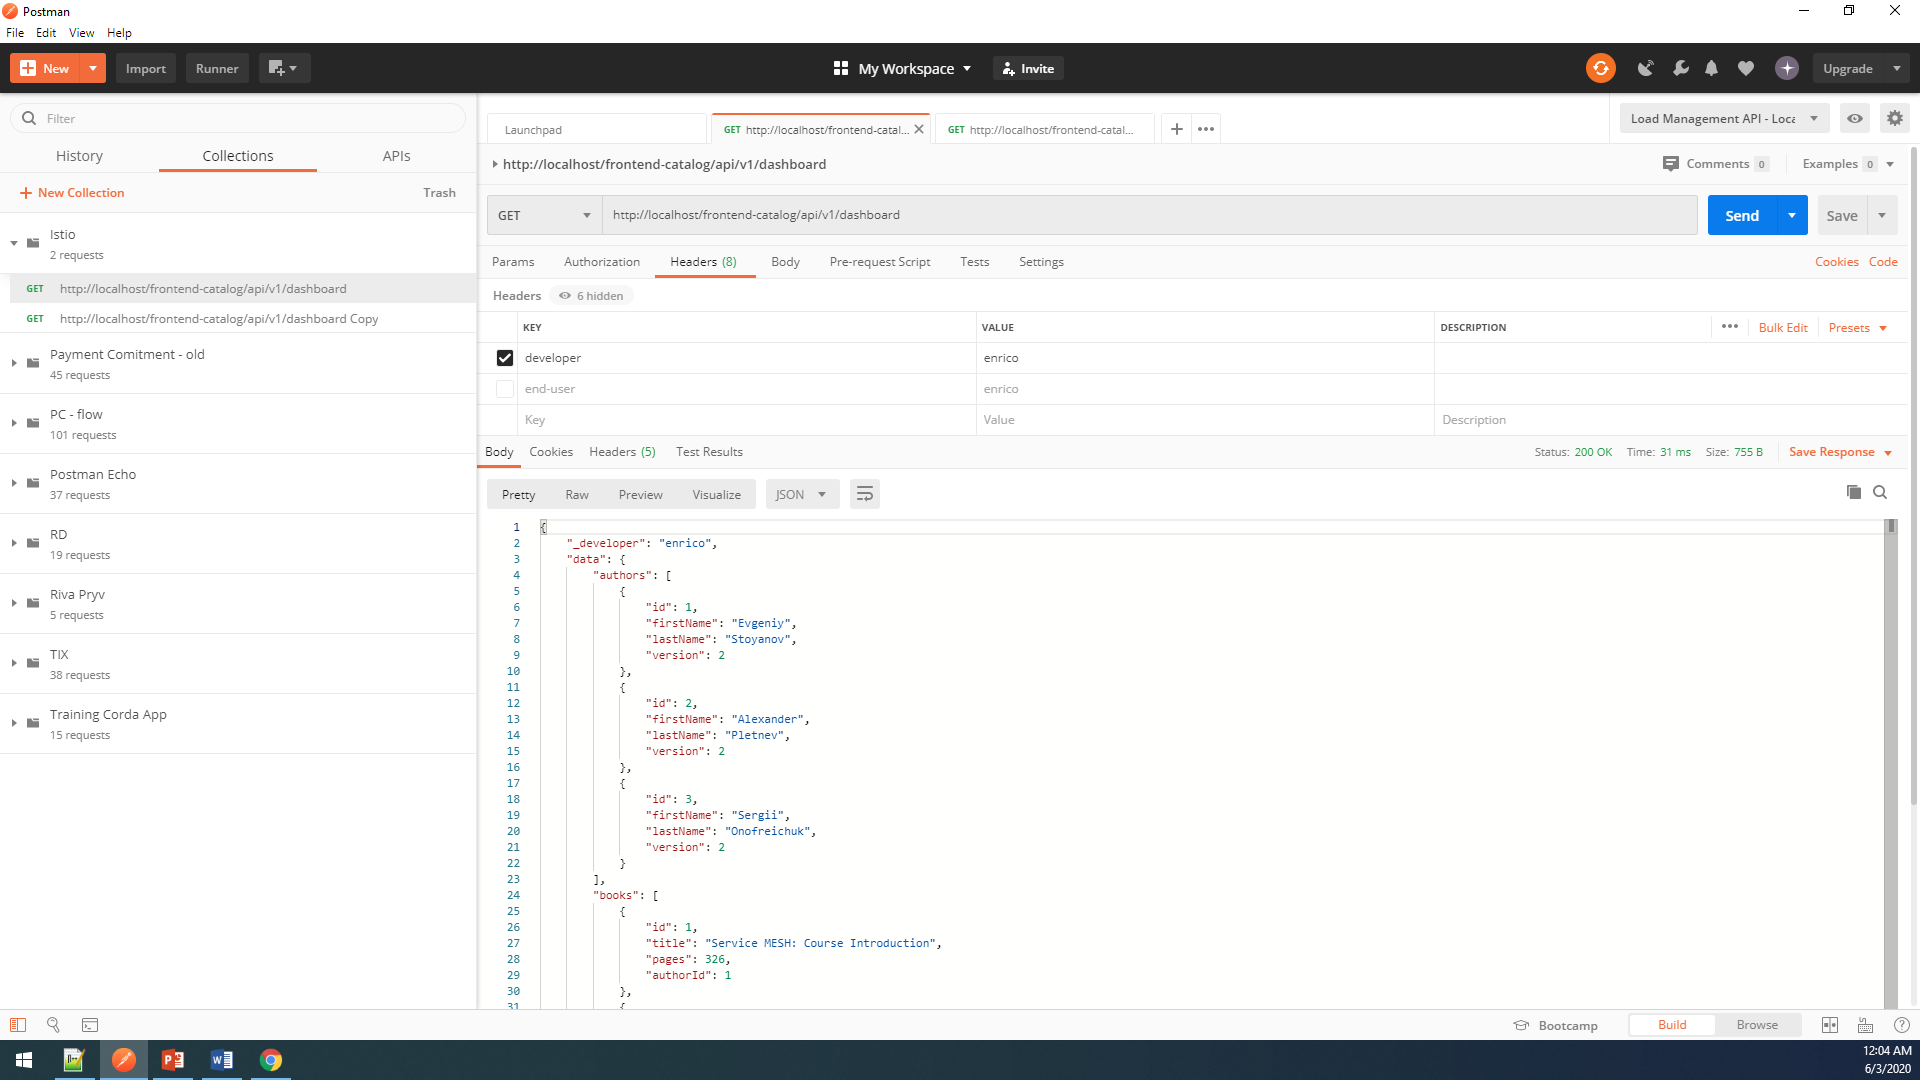 Postman
File Edit View Help
New Import Runner My Workspace Invite Upgrade
Filter
History Collections APIs
New Collection Trash
Istio
2 requests
GET http://localhost/frontend-catalog/api/v1/dashboard
GET http://localhost/frontend-catalog/api/v1/dashboard Copy
Payment Comitment - old
45 requests
PC - flow
101 requests
Postman Echo
37 requests
RD
19 requests
Riva Pryv
5 requests
TIX
38 requests
Training Corda App
15 requests
Launchpad GET http://localhost/frontend-catal... GET http://localhost/frontend-catal... Load Management API - Loca
http://localhost/frontend-catalog/api/v1/dashboard Comments 0 Examples 0
GET http://localhost/frontend-catalog/api/v1/dashboard Send Save
Params Authorization Headers (8) Body Pre-request Script Tests Settings Cookies Code
Headers 6 hidden
KEY VALUE DESCRIPTION Bulk Edit Presets
developer enrico
end-user enrico
Key Value Description
Body Cookies Headers (5) Test Results Status: 200 OK Time: 31 ms Size: 755 B Save Response
Pretty Raw Preview Visualize JSON
1 {
2 "_developer": "enrico",
3 "data": {
4 "authors": [
5 {
6 "id": 1,
7 "firstName": "Evgeniy",
8 "lastName": "Stoyanov",
9 "version": 2
10 },
11 {
12 "id": 2,
13 "firstName": "Alexander",
14 "lastName": "Pletnev",
15 "version": 2
16 },
17 {
18 "id": 3,
19 "firstName": "Sergii",
20 "lastName": "Onofreichuk",
21 "version": 2
22 }
23 ],
24 "books": [
25 {
26 "id": 1,
27 "title": "Service MESH: Course Introduction",
28 "pages": 326,
29 "authorId": 1
30 },
31 {
Bootcamp Build Browse
12:04 AM
6/3/2020